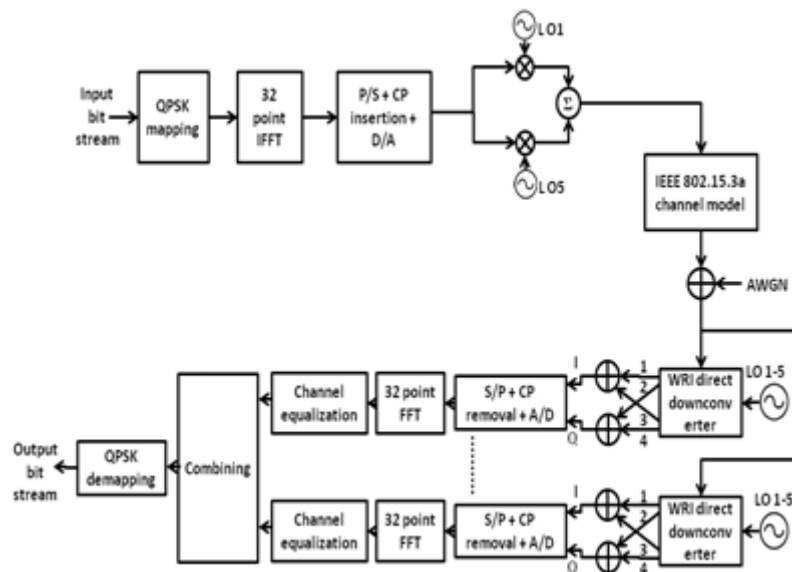 LO1
Input
bit
stream
QPSK
mapping
32
point
IFFT
P/S + CP
insertion +
D/A
Σ
LO5
IEEE 802.15.3a
channel model
AWGN
Output
bit
stream
QPSK
demapping
Combining
Channel
equalization
32 point
FFT
S/P + CP
removal + A/D
I
Q
1
2
3
4
WRI direct
downconv
erter
LO 1-5
Channel
equalization
32 point
FFT
S/P + CP
removal + A/D
I
Q
1
2
3
4
WRI direct
downconv
erter
LO 1-5